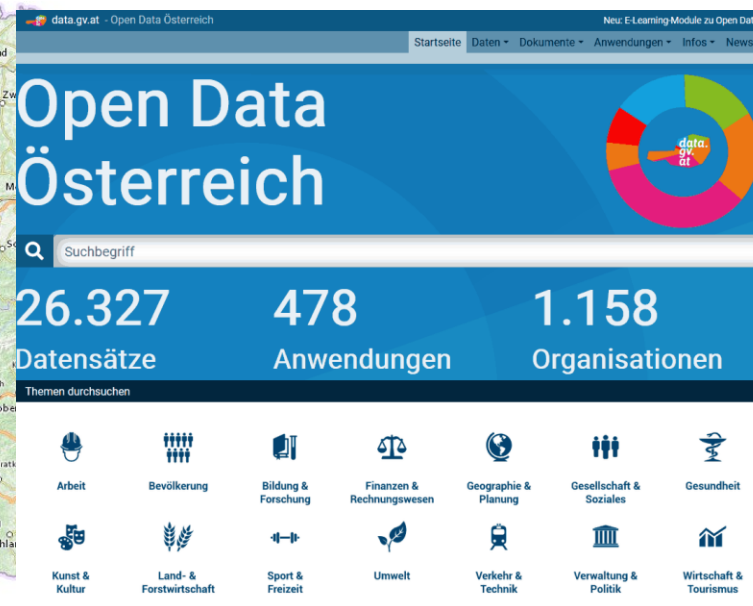 data.gv.at - Open Data Österreich
Neu: E-Learning-Module zu Open Dat
Startseite Daten Dokumente Anwendungen Infos News
Open Data
Österreich
data.
gv.
at
Suchbegriff
26.327 478 1.158
Datensätze Anwendungen Organisationen
Themen durchsuchen
Arbeit Bevölkerung Bildung & Forschung Finanzen & Rechnungswesen Geographie & Planung Gesellschaft & Soziales Gesundheit
Kunst & Kultur Land- & Forstwirtschaft Sport & Freizeit Umwelt Verkehr & Technik Verwaltung & Politik Wirtschaft & Tourismus